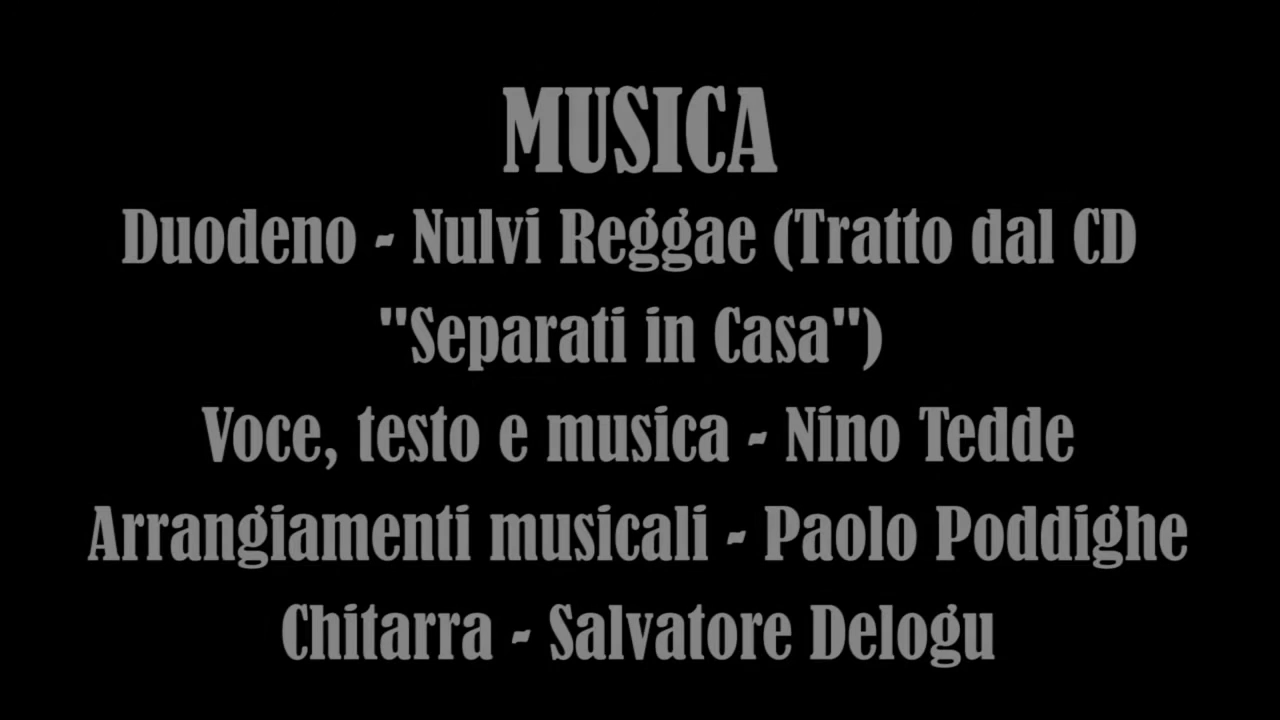 MUSICA
Duodeno - Nulvi Reggae (Tratto dal CD
"Separati in Casa")
Voce, testo e musica - Nino Tedde
Arrangiamenti musicali - Paolo Poddighe
Chitarra - Salvatore Delogu